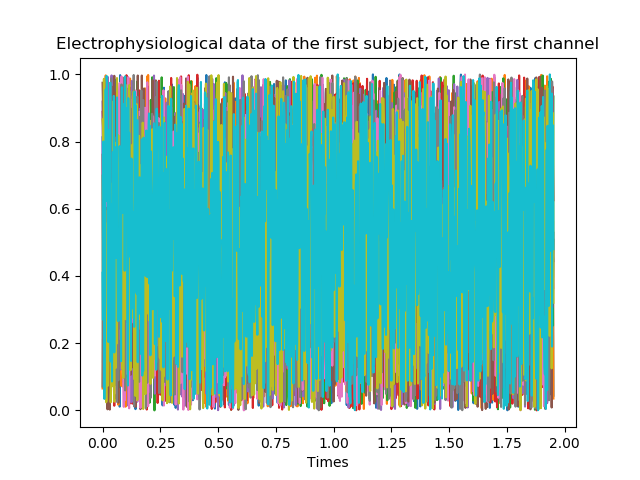 Electrophysiological data of the first subject, for the first channel
1.0
0.8
0.6
0.4
0.2
0.0
0.00 0.25 0.50 0.75 1.00 1.25 1.50 1.75 2.00
Times